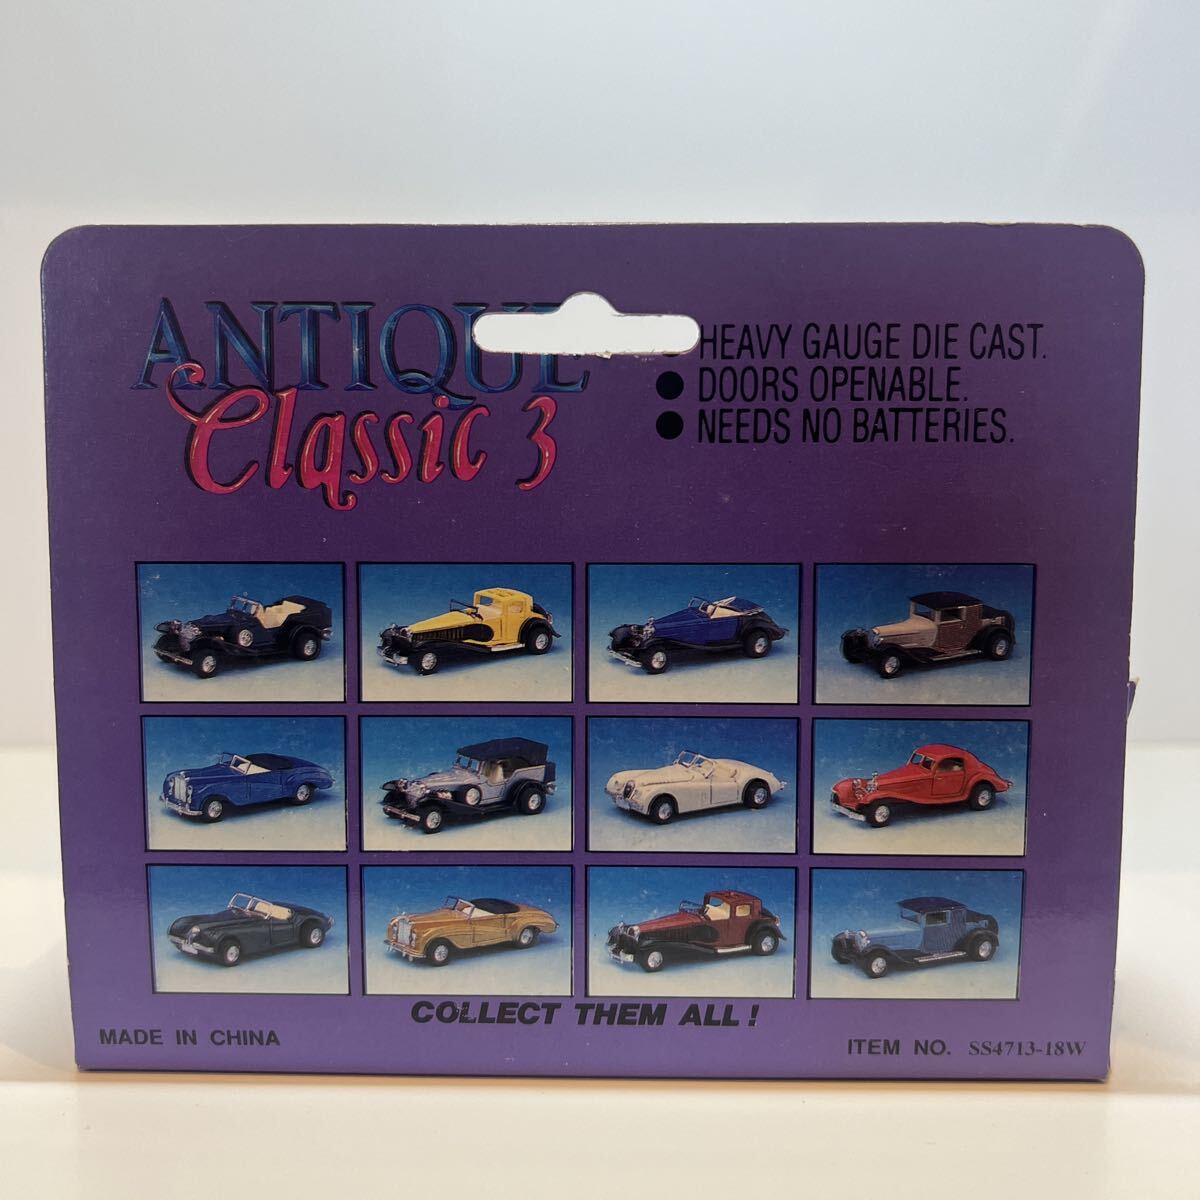 ANTIQUE
Classic 3
● HEAVY GAUGE DIE CAST.
● DOORS OPENABLE.
● NEEDS NO BATTERIES.
COLLECT THEM ALL!
MADE IN CHINA
ITEM NO. SS4713-18W